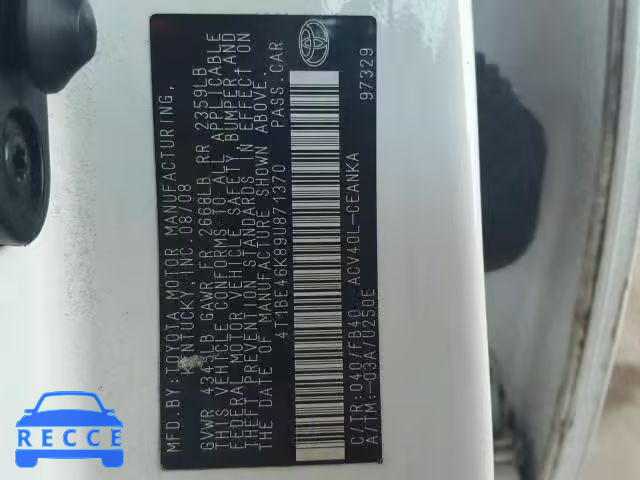 MFD.BY:TOYOTA MOTOR MANUFACTURING,
KENTUCKY,INC.08/08
GVWR 4345LB GAWR FR 2668LB RR 2359LB
THIS VEHICLE CONFORMS TO ALL APPLICABLE
FEDERAL MOTOR VEHICLE SAFETY, BUMPER,AND
THEFT PREVENTION STANDARDS IN EFFECT ON
THE DATE OF MANUFACTURE SHOWN ABOVE.
4T1BE46K89U871370 PASS.CAR
C/TR:040/FB40 ACV40L-CEANKA
A/TM:-03A/U250E 97329
RECCE